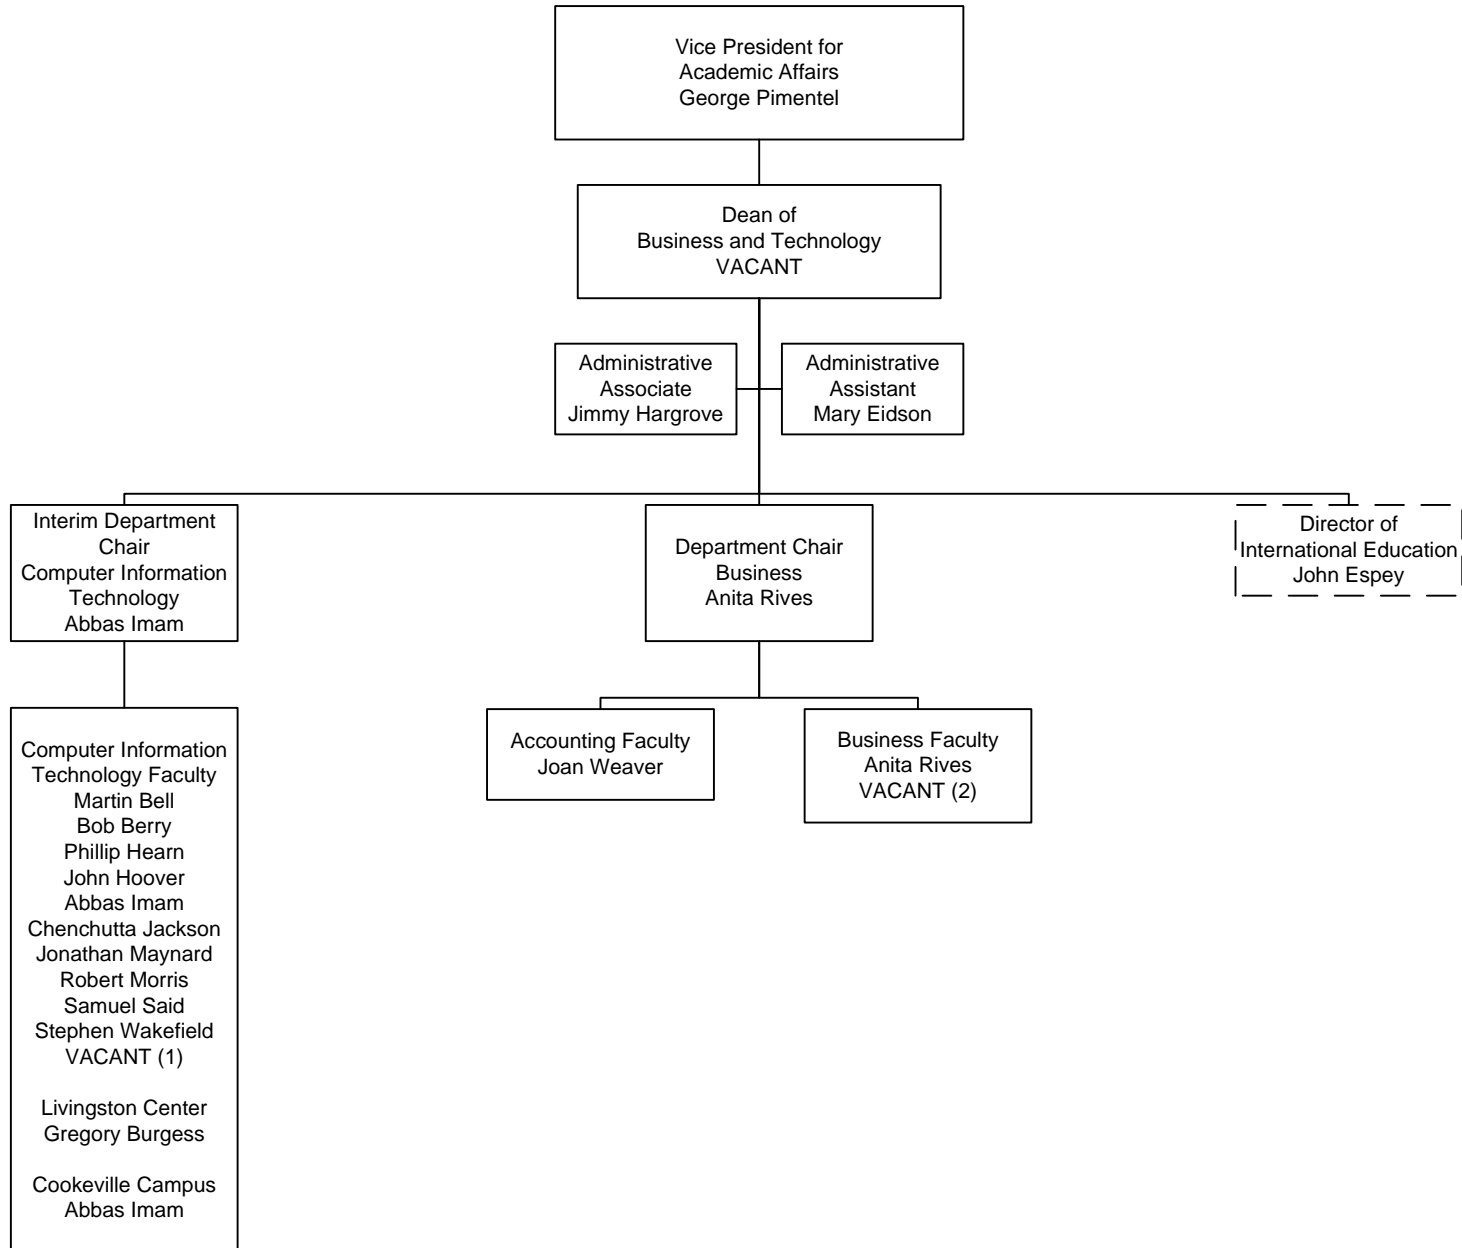 Vice President for
Academic Affairs
George Pimentel
Dean of
Business and Technology
VACANT
Administrative
Associate
Jimmy Hargrove
Administrative
Assistant
Mary Eidson
Interim Department
Chair
Computer Information
Technology
Abbas Imam
Department Chair
Business
Anita Rives
Director of
International Education
John Espey
Computer Information
Technology Faculty
Martin Bell
Bob Berry
Phillip Hearn
John Hoover
Abbas Imam
Chenchutta Jackson
Jonathan Maynard
Robert Morris
Samuel Said
Stephen Wakefield
VACANT (1)
Livingston Center
Gregory Burgess
Cookeville Campus
Abbas Imam
Accounting Faculty
Joan Weaver
Business Faculty
Anita Rives
VACANT (2)